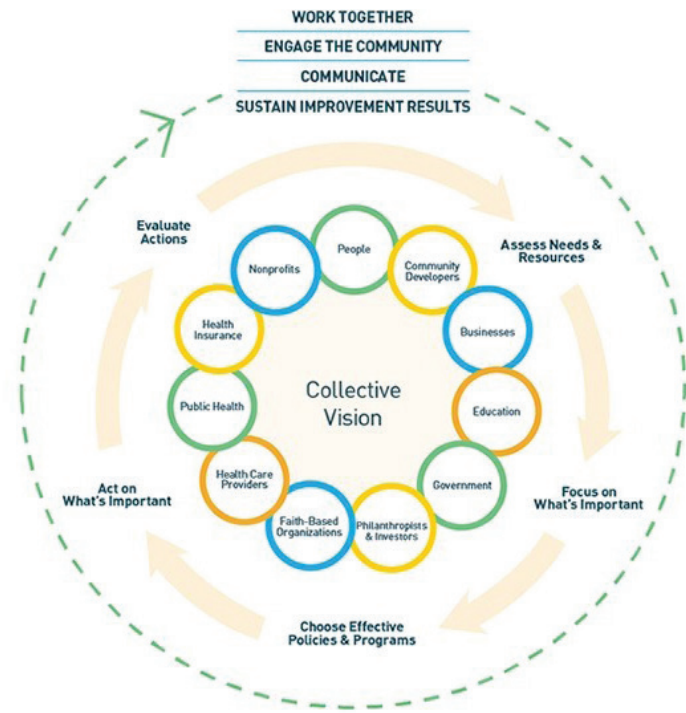 WORK TOGETHER
ENGAGE THE COMMUNITY
COMMUNICATE
SUSTAIN IMPROVEMENT RESULTS
Evaluate
Actions
Assess Needs &
Resources
Focus on
What's Important
Choose Effective
Policies & Programs
Act on
What's Important
People
Community
Developers
Businesses
Education
Government
Philanthropists
& Investors
Faith-Based
Organizations
Health Care
Providers
Public Health
Health
Insurance
Nonprofits
Collective
Vision